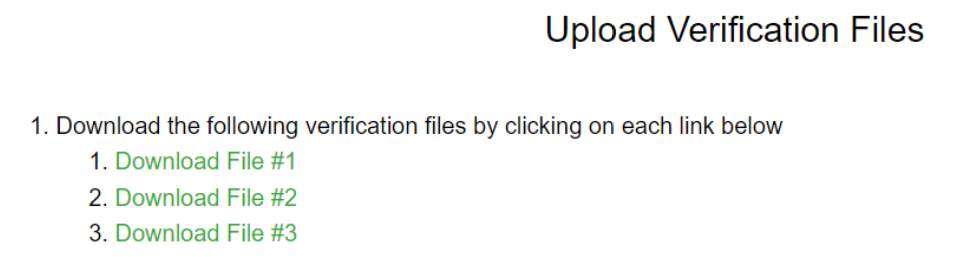 Upload Verification Files
1. Download the following verification files by clicking on each link below
1. Download File #1
2. Download File #2
3. Download File #3